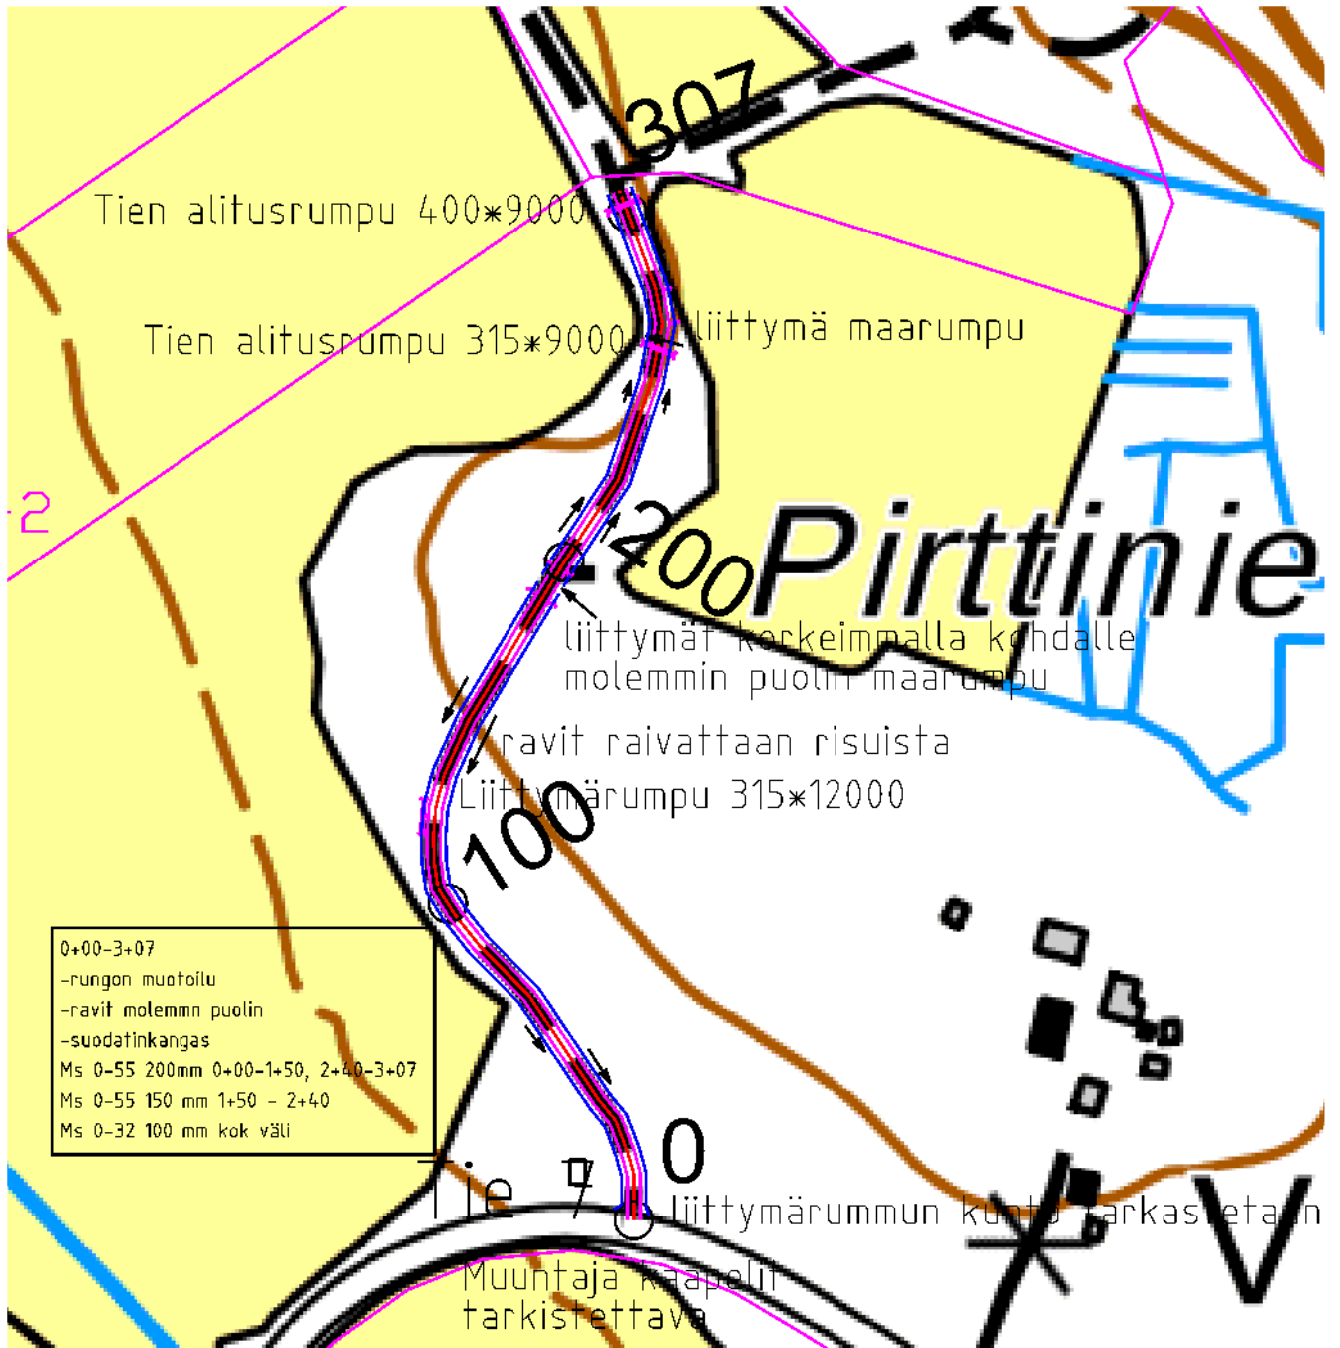 307
Tien alitusrumpu 400*9000
Tien alitusrumpu 315*9000
liittymä maarumpu
-2
200
Pirttinie
liittymät korkeimmalla kohdalle
molemmin puolin maarumpu
ravit raivattaan risuista
Liittymärumpu 315*12000
100
0+00-3+07
-rungon muotoilu
-ravit molemmn puolin
-suodatinkangas
Ms 0-55 200mm 0+00-1+50, 2+40-3+07
Ms 0-55 150 mm 1+50 - 2+40
Ms 0-32 100 mm kok väli
0
Tie 7
liittymärummun kunto tarkastetaan
V
Muuntaja kaapelit
tarkistettava